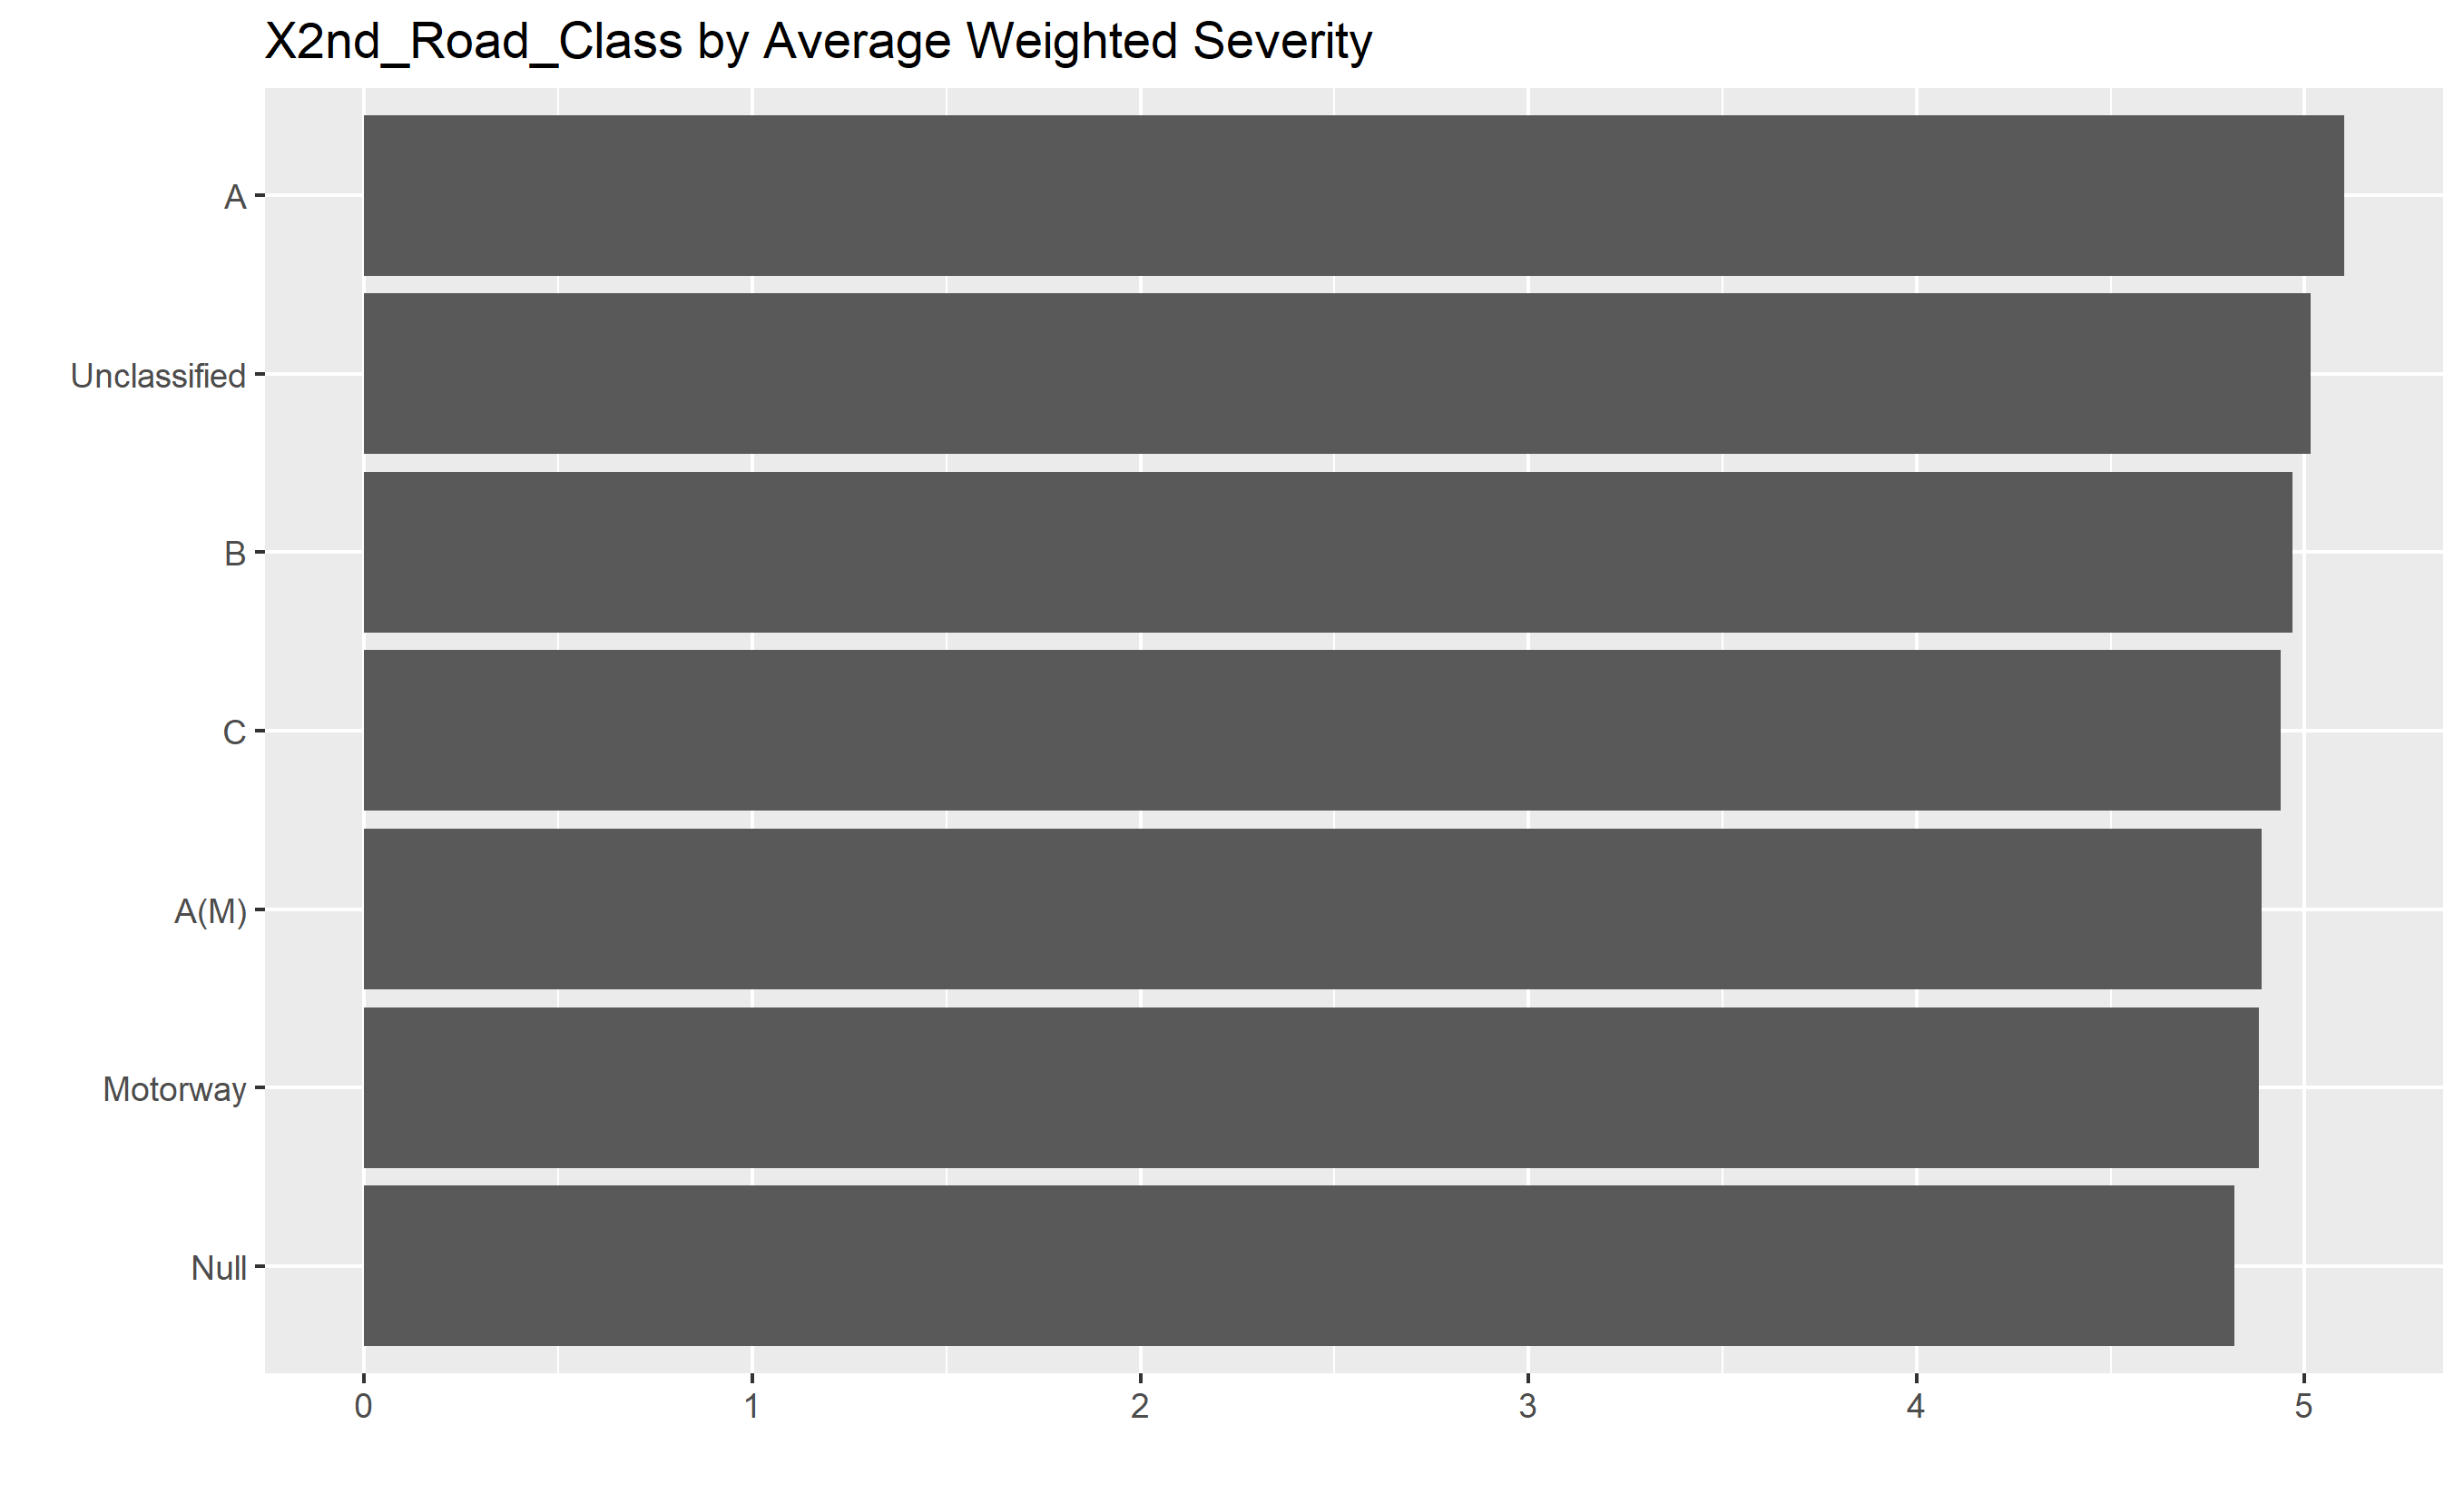 X2nd_Road_Class by Average Weighted Severity
A
Unclassified
B
C
A(M)
Motorway
Null
0 1 2 3 4 5